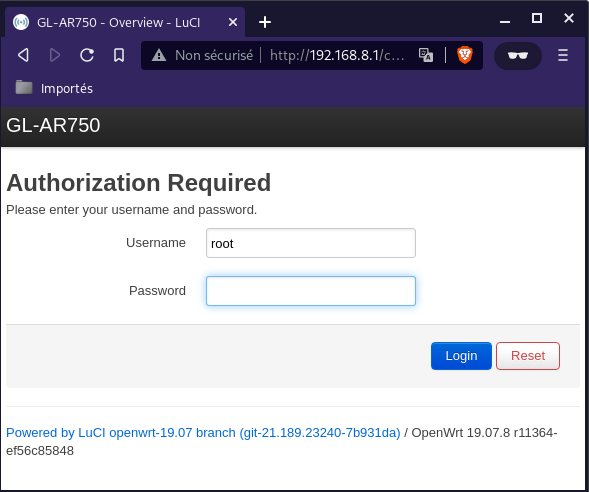 GL-AR750 - Overview - LuCI
Non sécurisé
http://192.168.8.1/c...
Importés
GL-AR750
Authorization Required
Please enter your username and password.
Username
root
Password
Login
Reset
Powered by LuCI openwrt-19.07 branch (git-21.189.23240-7b931da) / OpenWrt 19.07.8 r11364-
ef56c85848